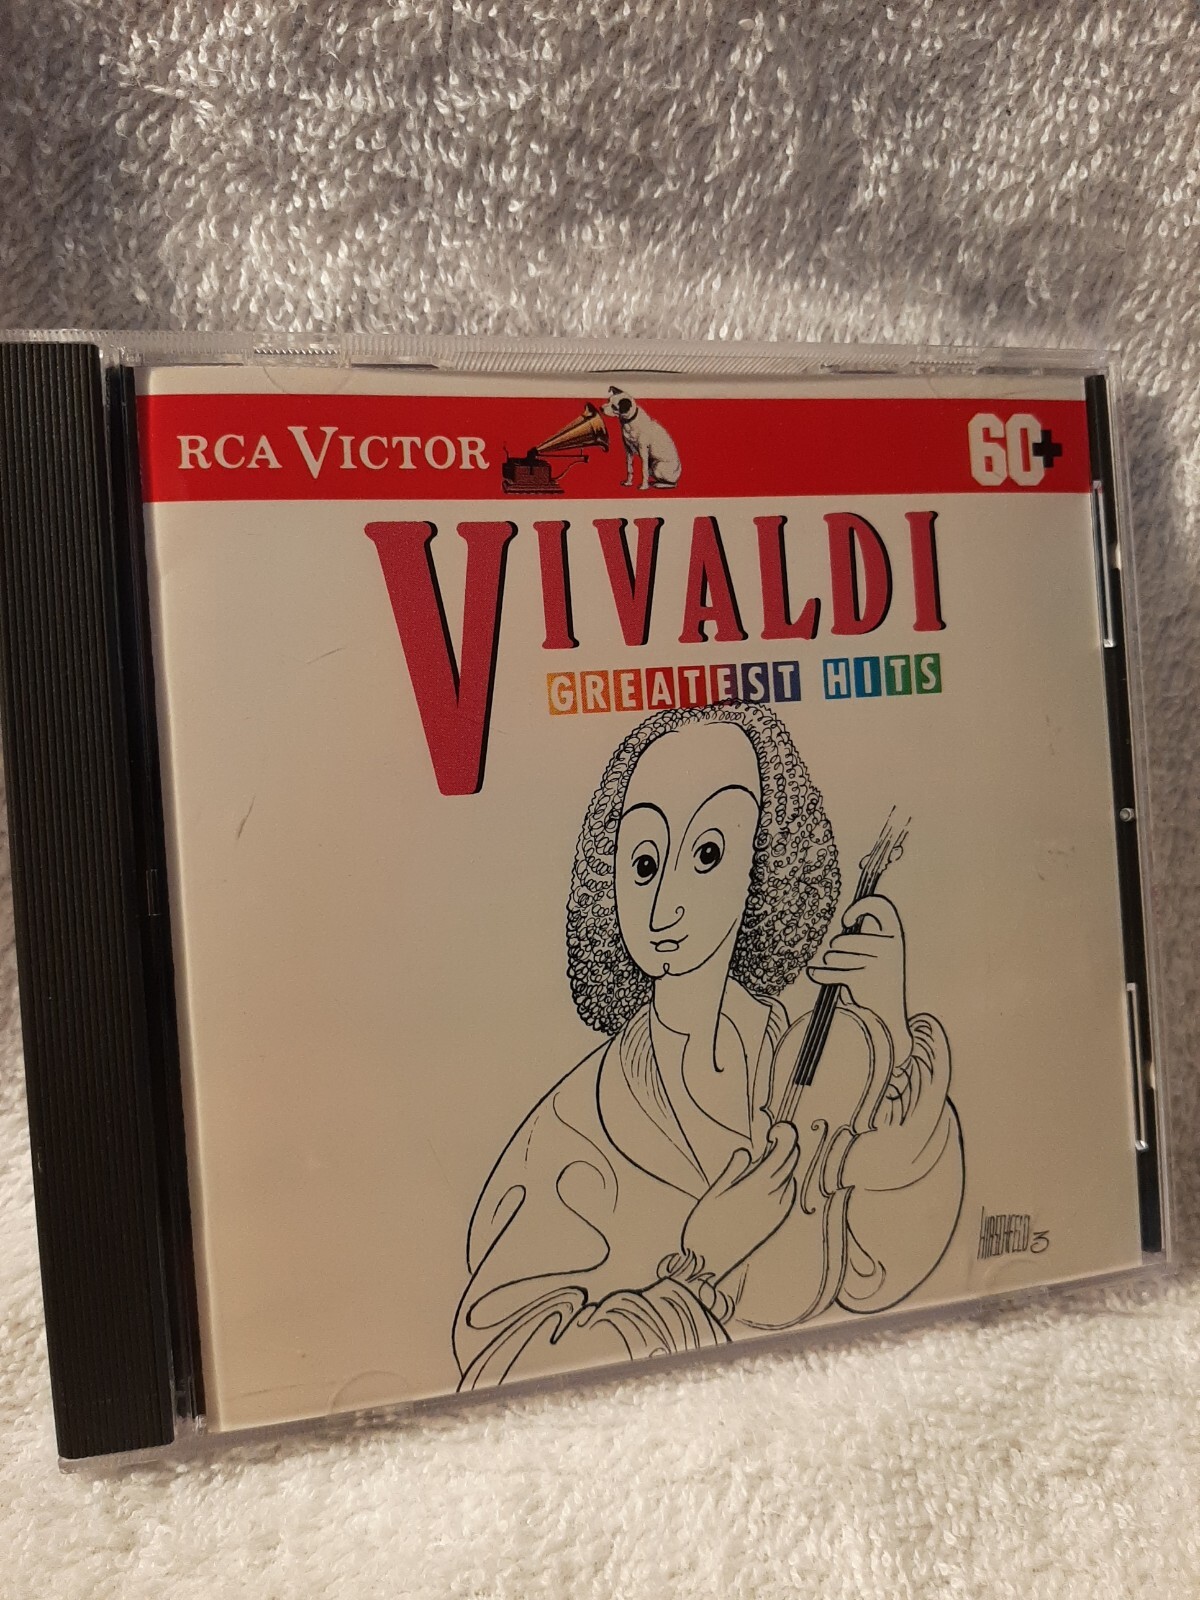 RCA VICTOR
60+
VIVALDI
GREATEST HITS
HIRSCHFELD 3